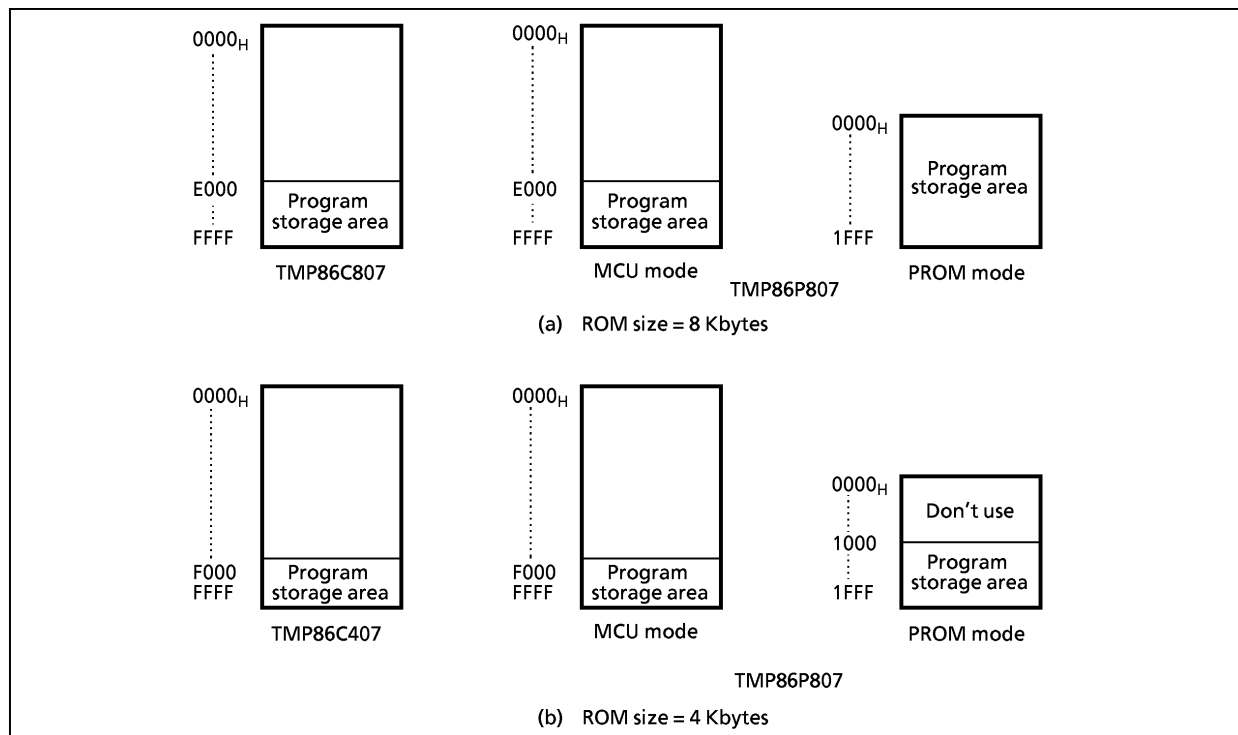 0000H
E000
FFFF
Program
storage area
TMP86C807
0000H
E000
FFFF
Program
storage area
MCU mode
0000H
1FFF
Program
storage area
PROM mode
TMP86P807
(a) ROM size = 8 Kbytes
0000H
F000
FFFF
Program
storage area
TMP86C407
0000H
F000
FFFF
Program
storage area
MCU mode
0000H
1000
1FFF
Don't use
Program
storage area
PROM mode
TMP86P807
(b) ROM size = 4 Kbytes